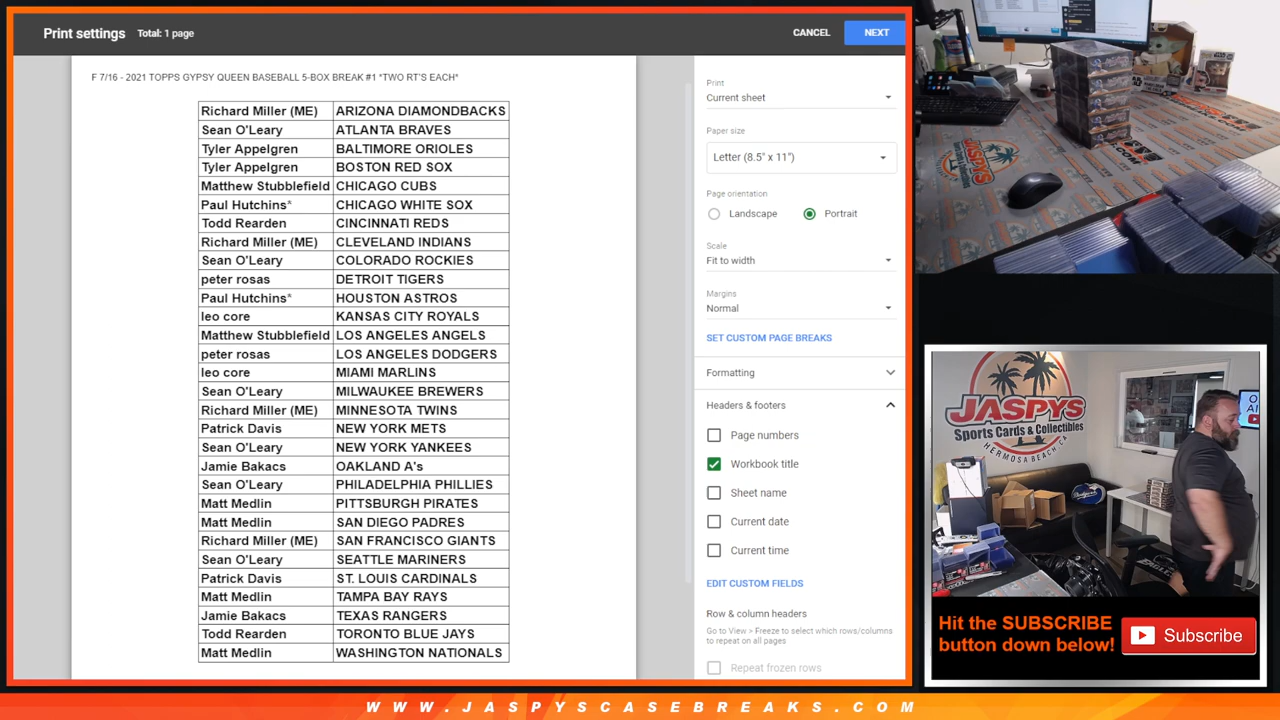 Print settings Total: 1 page
CANCEL
NEXT
F 7/16 - 2021 TOPPS GYPSY QUEEN BASEBALL 5-BOX BREAK #1 *TWO RT'S EACH*
Richard Miller (ME) ARIZONA DIAMONDBACKS
Sean O'Leary ATLANTA BRAVES
Tyler Appelgren BALTIMORE ORIOLES
Tyler Appelgren BOSTON RED SOX
Matthew Stubblefield CHICAGO CUBS
Paul Hutchins* CHICAGO WHITE SOX
Todd Rearden CINCINNATI REDS
Richard Miller (ME) CLEVELAND INDIANS
Sean O'Leary COLORADO ROCKIES
peter rosas DETROIT TIGERS
Paul Hutchins* HOUSTON ASTROS
leo core KANSAS CITY ROYALS
Matthew Stubblefield LOS ANGELES ANGELS
peter rosas LOS ANGELES DODGERS
leo core MIAMI MARLINS
Sean O'Leary MILWAUKEE BREWERS
Richard Miller (ME) MINNESOTA TWINS
Patrick Davis NEW YORK METS
Sean O'Leary NEW YORK YANKEES
Jamie Bakacs OAKLAND A's
Sean O'Leary PHILADELPHIA PHILLIES
Matt Medlin PITTSBURGH PIRATES
Matt Medlin SAN DIEGO PADRES
Richard Miller (ME) SAN FRANCISCO GIANTS
Sean O'Leary SEATTLE MARINERS
Patrick Davis ST. LOUIS CARDINALS
Matt Medlin TAMPA BAY RAYS
Jamie Bakacs TEXAS RANGERS
Todd Rearden TORONTO BLUE JAYS
Matt Medlin WASHINGTON NATIONALS
Print
Current sheet
Paper size
Letter (8.5" x 11")
Page orientation
Landscape Portrait
Scale
Fit to width
Margins
Normal
SET CUSTOM PAGE BREAKS
Formatting
Headers & footers
Page numbers
Workbook title
Sheet name
Current date
Current time
EDIT CUSTOM FIELDS
Row & column headers
Go to View > Freeze to select which rows/columns
to repeat on all pages
Repeat frozen rows
JASPYS
Sports Cards & Collectibles
HERMOSA BEACH, CA
Hit the SUBSCRIBE
button down below!
Subscribe
WWW.JASPYSCASEBREAKS.COM